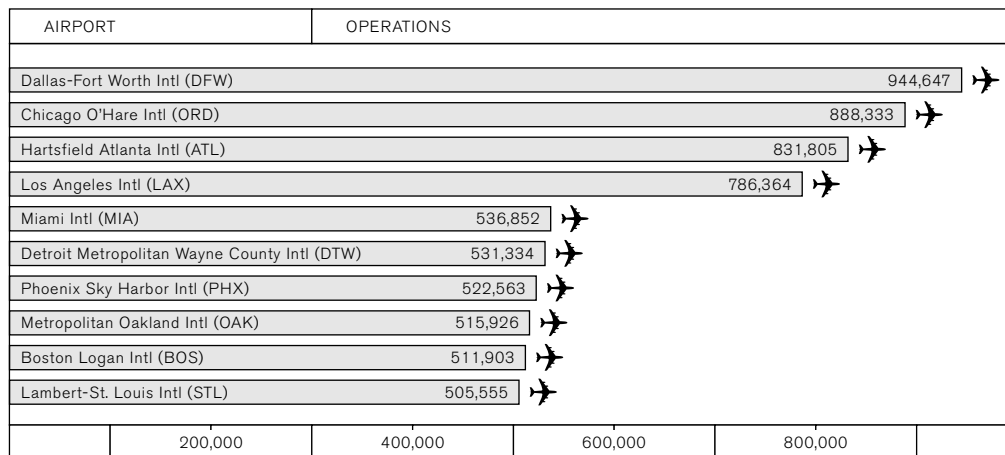 AIRPORT OPERATIONS
Dallas-Fort Worth Intl (DFW) 944,647
Chicago O'Hare Intl (ORD) 888,333
Hartsfield Atlanta Intl (ATL) 831,805
Los Angeles Intl (LAX) 786,364
Miami Intl (MIA) 536,852
Detroit Metropolitan Wayne County Intl (DTW) 531,334
Phoenix Sky Harbor Intl (PHX) 522,563
Metropolitan Oakland Intl (OAK) 515,926
Boston Logan Intl (BOS) 511,903
Lambert-St. Louis Intl (STL) 505,555
200,000 400,000 600,000 800,000